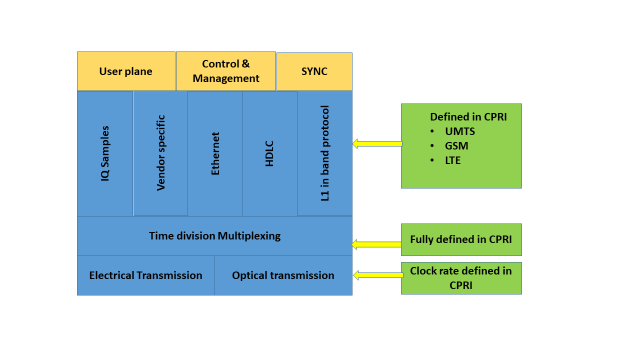 User plane
Control &
Management
SYNC
IQ Samples
Vendor specific
Ethernet
HDLC
L1 in band protocol
Defined in CPRI
• UMTS
• GSM
• LTE
Time division Multiplexing
Fully defined in CPRI
Electrical Transmission
Optical transmission
Clock rate defined in
CPRI